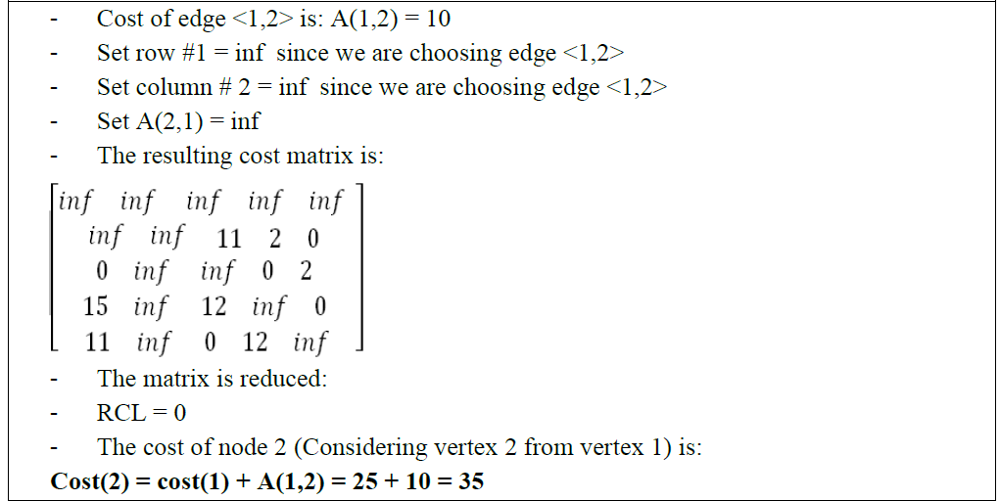 - Cost of edge <1,2> is: A(1,2) = 10
- Set row #1 = inf since we are choosing edge <1,2>
- Set column # 2 = inf since we are choosing edge <1,2>
- Set A(2,1) = inf
- The resulting cost matrix is:
inf inf inf inf inf
inf inf 11 2 0
0 inf inf 0 2
15 inf 12 inf 0
11 inf 0 12 inf
- The matrix is reduced:
- RCL = 0
- The cost of node 2 (Considering vertex 2 from vertex 1) is:
Cost(2) = cost(1) + A(1,2) = 25 + 10 = 35